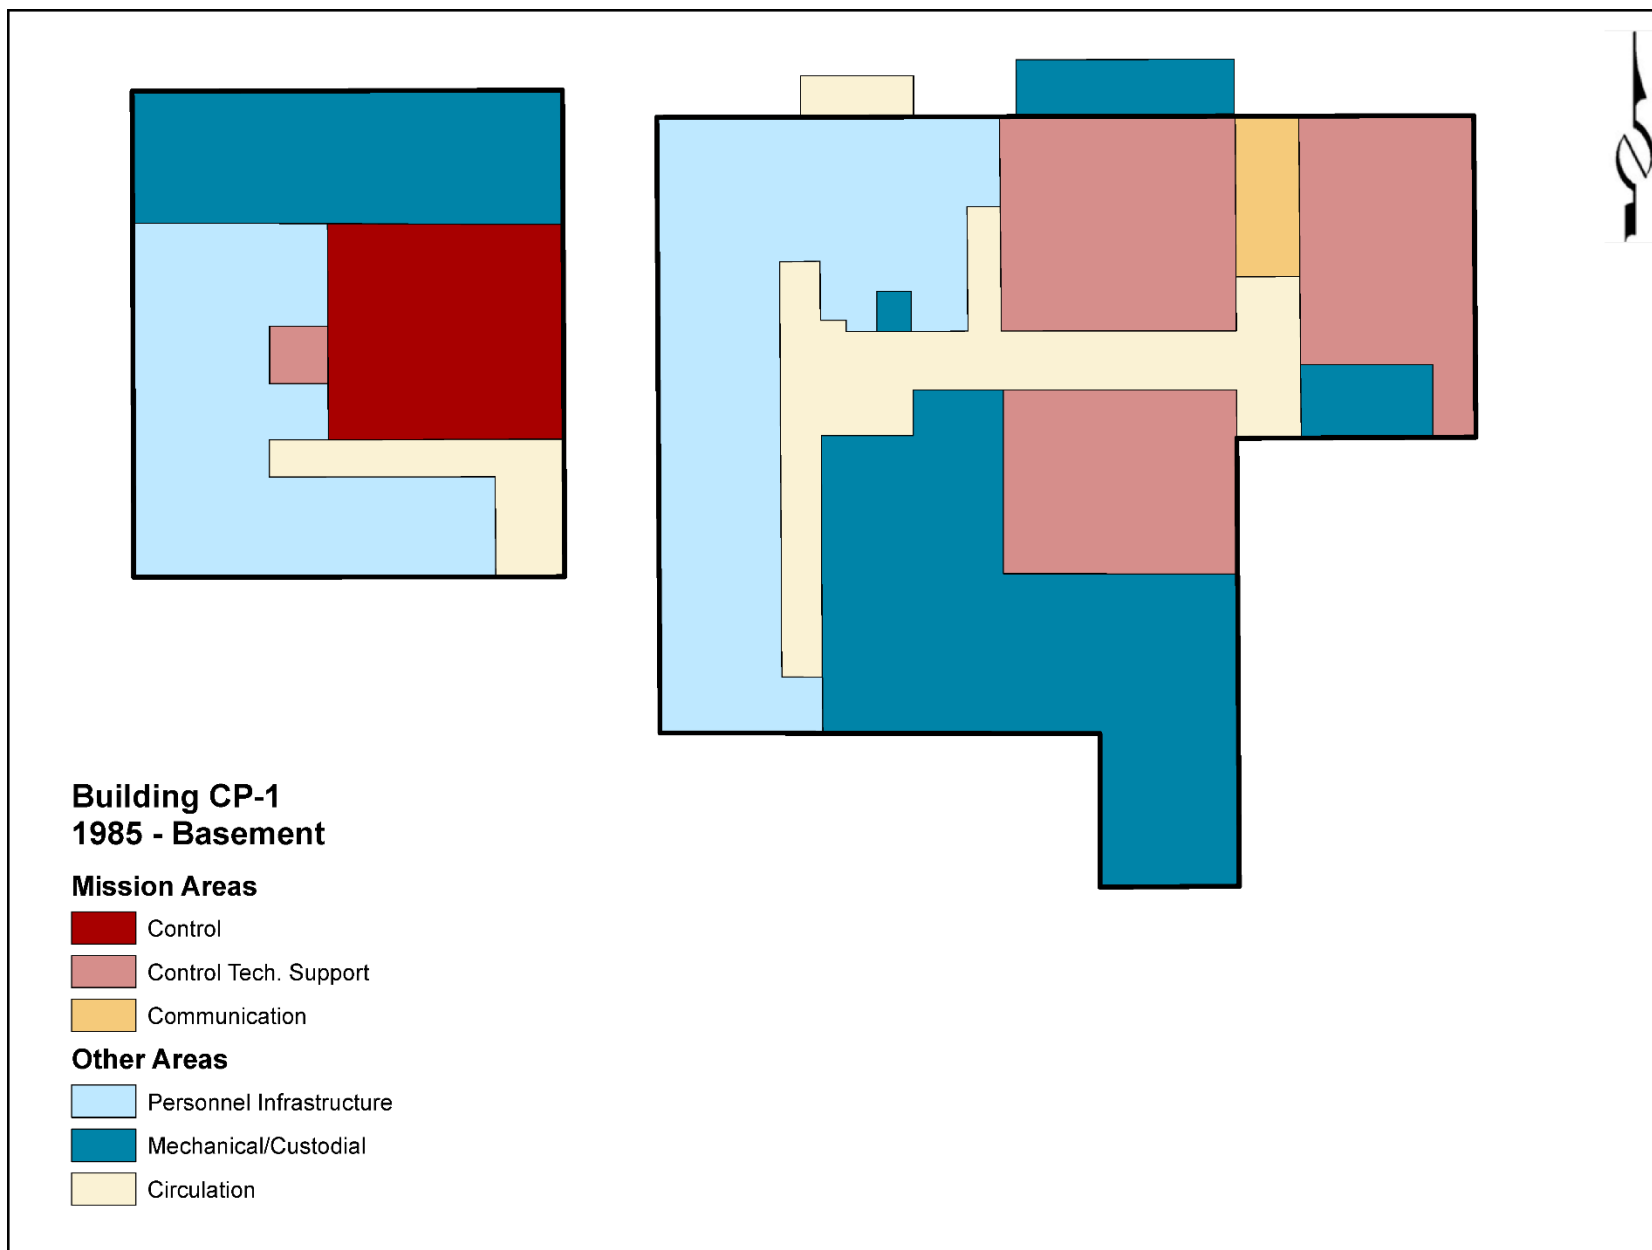 Building CP-1
1985 - Basement
Mission Areas
Control
Control Tech. Support
Communication
Other Areas
Personnel Infrastructure
Mechanical/Custodial
Circulation